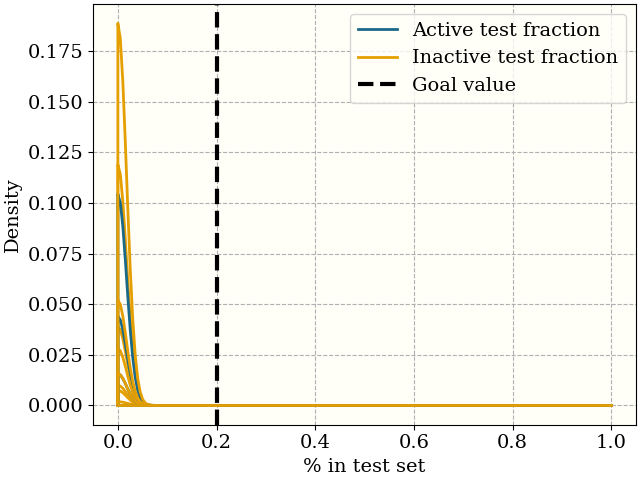 Active test fraction
Inactive test fraction
Goal value
0.175
0.150
0.125
0.100
0.075
0.050
0.025
0.000
Density
0.0 0.2 0.4 0.6 0.8 1.0
% in test set